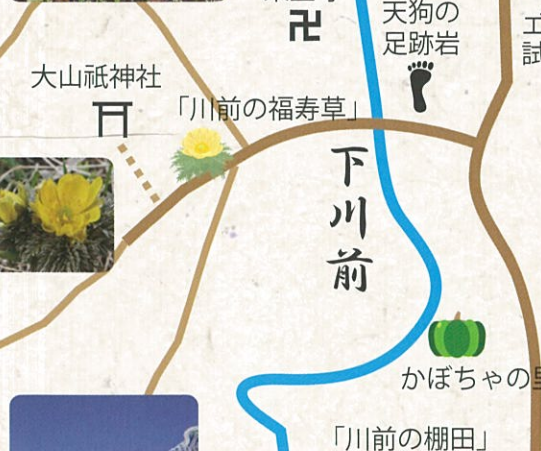 天狗の
足跡岩
大山祇神社
「川前の福寿草」
下川前
かぼちゃの里
「川前の棚田」